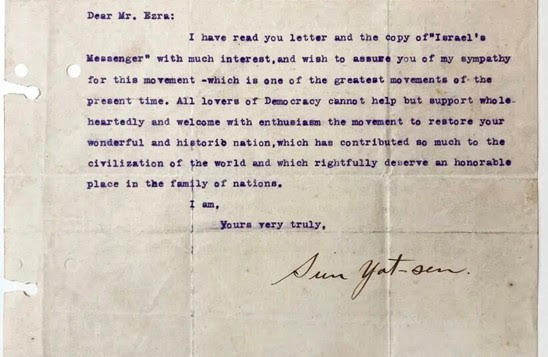 Dear Mr. Ezra:
I have read you letter and the copy of"Israel's
Messenger" with much interest,and wish to assure you of my sympathy
for this movement -which is one of the greatest movements of the
present time. All lovers of Democracy cannot help but support whole-
heartedly and welcome with enthusiasm the movement to restore your
wonderful and historic nation,which has contributed so much to the
civilization of the world and which rightfully deserve an honorable
place in the family of nations.
I am,
Yours very truly,
Sun Yat-sen.